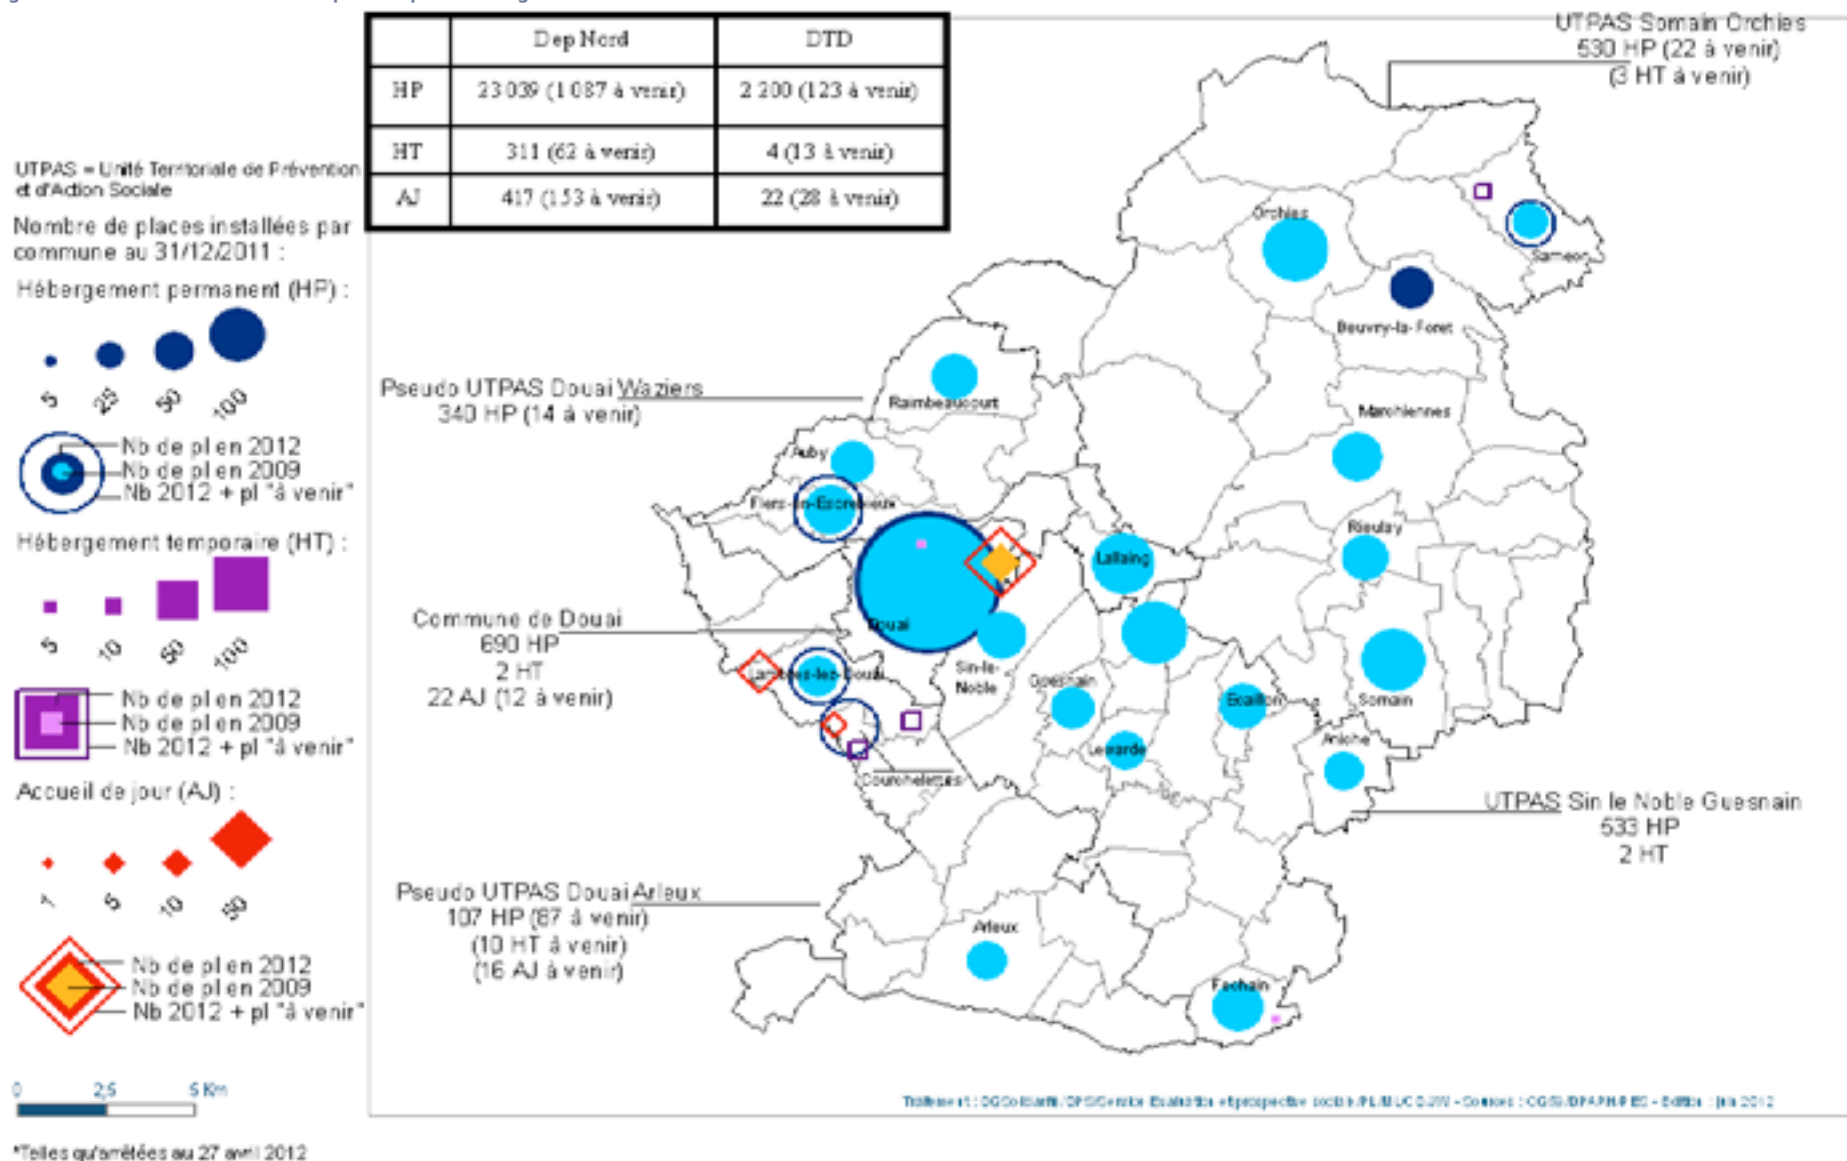 Dep Nord DTD
HP 23 039 (1 087 à venir) 2 200 (123 à venir)
HT 311 (62 à venir) 4 (13 à venir)
AJ 417 (153 à venir) 22 (28 à venir)
UTPAS = Unité Territoriale de Prévention
et d'Action Sociale
Nombre de places installées par
commune au 31/12/2011 :
Hébergement permanent (HP) :
5 25 50 100
Nb de pl en 2012
Nb de pl en 2009
Nb 2012 + pl "à venir"
Hébergement temporaire (HT) :
5 10 50 100
Nb de pl en 2012
Nb de pl en 2009
Nb 2012 + pl "à venir"
Accueil de jour (AJ) :
1 5 10 50
Nb de pl en 2012
Nb de pl en 2009
Nb 2012 + pl "à venir"
0 2,5 5 Km
*Telles qu'arrêtées au 27 avril 2012
UTPAS Somain Orchies
530 HP (22 à venir)
(3 HT à venir)
Orchies
Sameon
Beuvry-la-Foret
Pseudo UTPAS Douai Waziers
340 HP (14 à venir)
Raimbeaucourt
Marchiennes
Auby
Flers-en-Escrebieux
Rieulay
Lallaing
Commune de Douai
690 HP
2 HT
22 AJ (12 à venir)
Douai
Lambres-lez-Douai
Sin-le-
Noble
Guesnain
Ecaillon
Somain
Aniche
Lewarde
Courchelettes
UTPAS Sin le Noble Guesnain
533 HP
2 HT
Pseudo UTPAS Douai Arleux
107 HP (87 à venir)
(10 HT à venir)
(16 AJ à venir)
Arleux
Fechain